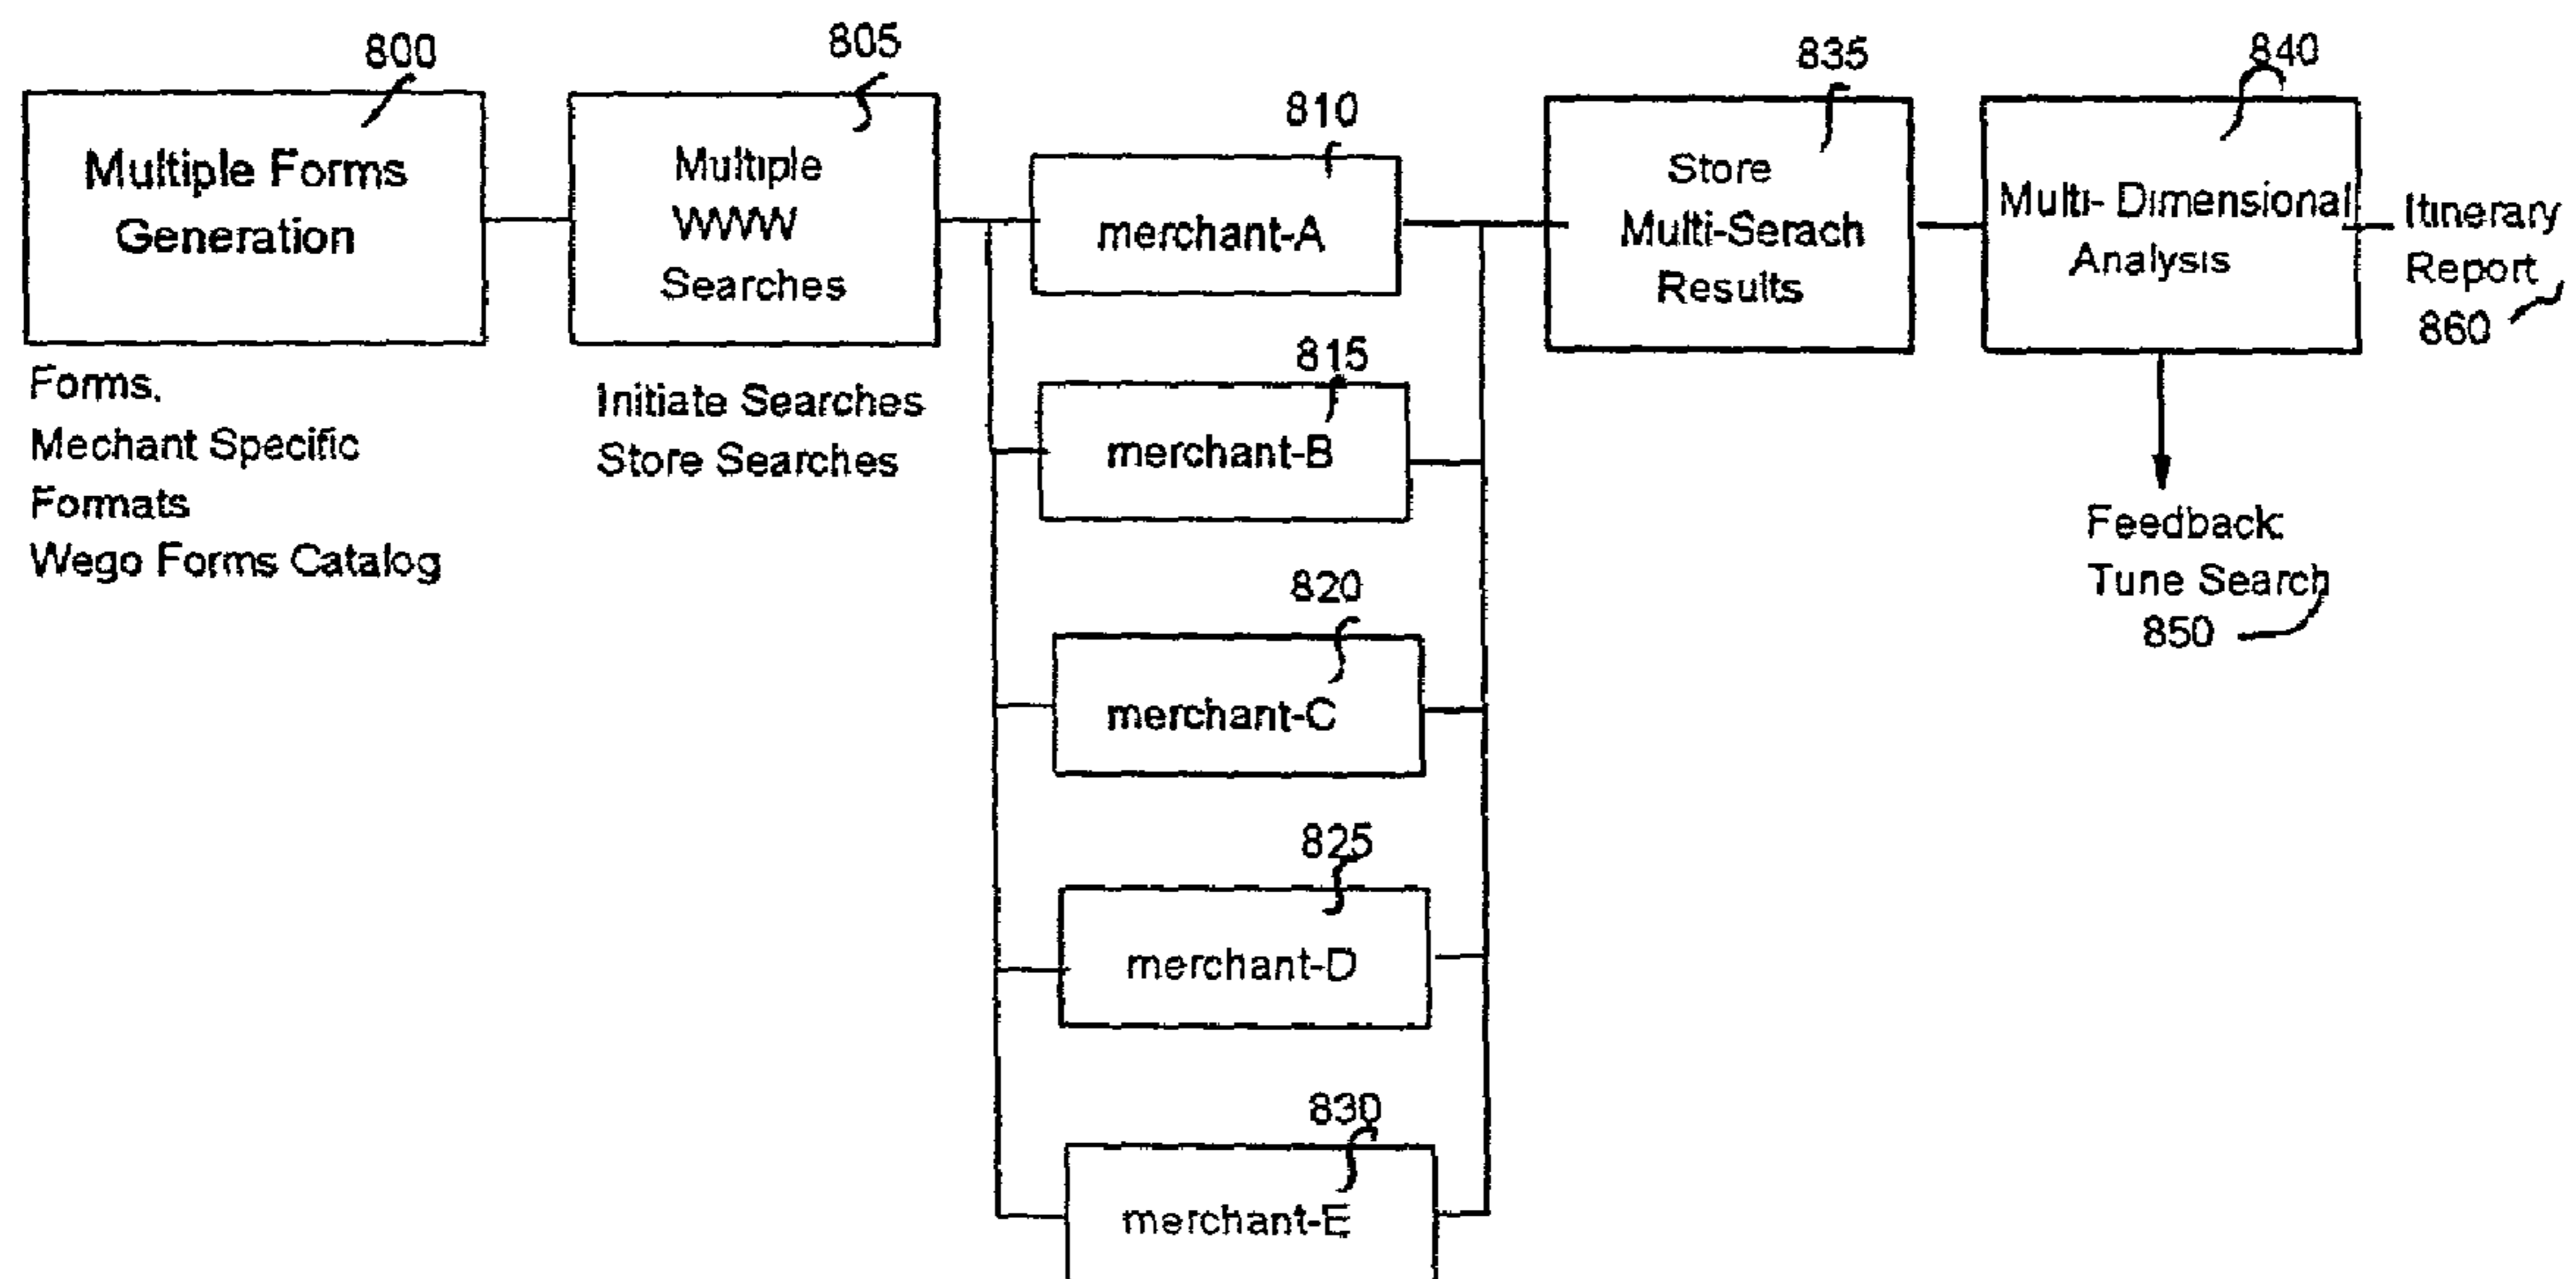 800
Multiple Forms
Generation
Forms,
Mechant Specific
Formats
Wego Forms Catalog
805
Multiple
WWW
Searches
Initiate Searches
Store Searches
810
merchant-A
815
merchant-B
820
merchant-C
825
merchant-D
830
merchant-E
835
Store
Multi-Serach
Results
840
Multi- Dimensional
Analysis
Itinerary
Report
860
Feedback:
Tune Search
850